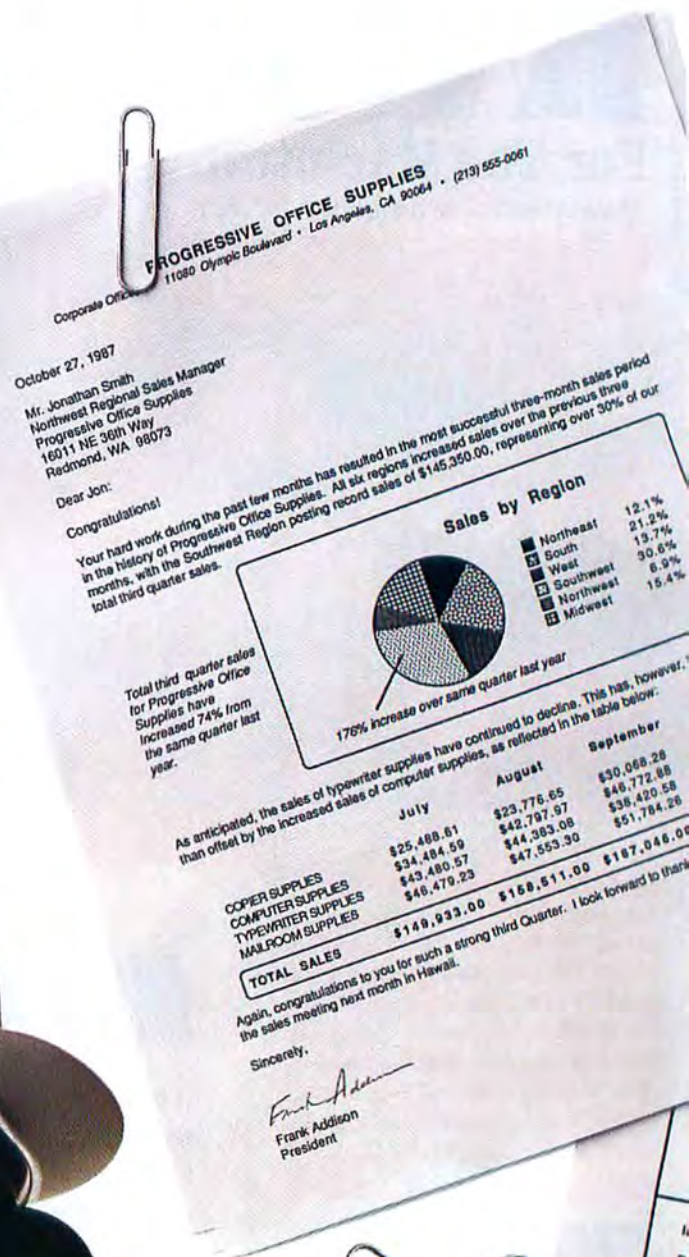 PROGRESSIVE OFFICE SUPPLIES
Corporate Offices 11080 Olympic Boulevard • Los Angeles, CA 90064 • (213) 555-0061
October 27, 1987
Mr. Jonathan Smith
Northwest Regional Sales Manager
Progressive Office Supplies
16011 NE 36th Way
Redmond, WA 98073
Dear Jon:
Congratulations!
Your hard work during the past few months has resulted in the most successful three-month sales period
in the history of Progressive Office Supplies. All six regions increased sales over the previous three
months, with the Southwest Region posting record sales of $145,350.00, representing over 30% of our
total third quarter sales.
Total third quarter sales
for Progressive Office
Supplies have
increased 74% from
the same quarter last
year.
Sales by Region
Northeast 12.1%
South 21.2%
West 13.7%
Southwest 30.6%
Northwest 6.9%
Midwest 15.4%
176% increase over same quarter last year
As anticipated, the sales of typewriter supplies have continued to decline. This has, however,
than offset by the increased sales of computer supplies, as reflected in the table below:
July August September
COPIER SUPPLIES $25,488.61 $23,776.65 $30,068.28
COMPUTER SUPPLIES $34,484.59 $42,797.97 $46,772.88
TYPEWRITER SUPPLIES $43,480.57 $44,383.08 $38,420.58
MAILROOM SUPPLIES $46,479.23 $47,553.30 $51,784.26
TOTAL SALES $149,933.00 $158,511.00 $167,046.00
Again, congratulations to you for such a strong third Quarter. I look forward to
the sales meeting next month in Hawaii.
Sincerely,
Frank Addison
Frank Addison
President